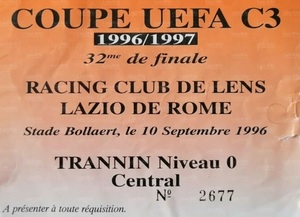 COUPE UEFA C3
1996/1997
32me de finale
RACING CLUB DE LENS
LAZIO DE ROME
Stade Bollaert, le 10 Septembre 1996
TRANNIN Niveau 0
Central
Nº 2677
A présenter à toute réquisition.